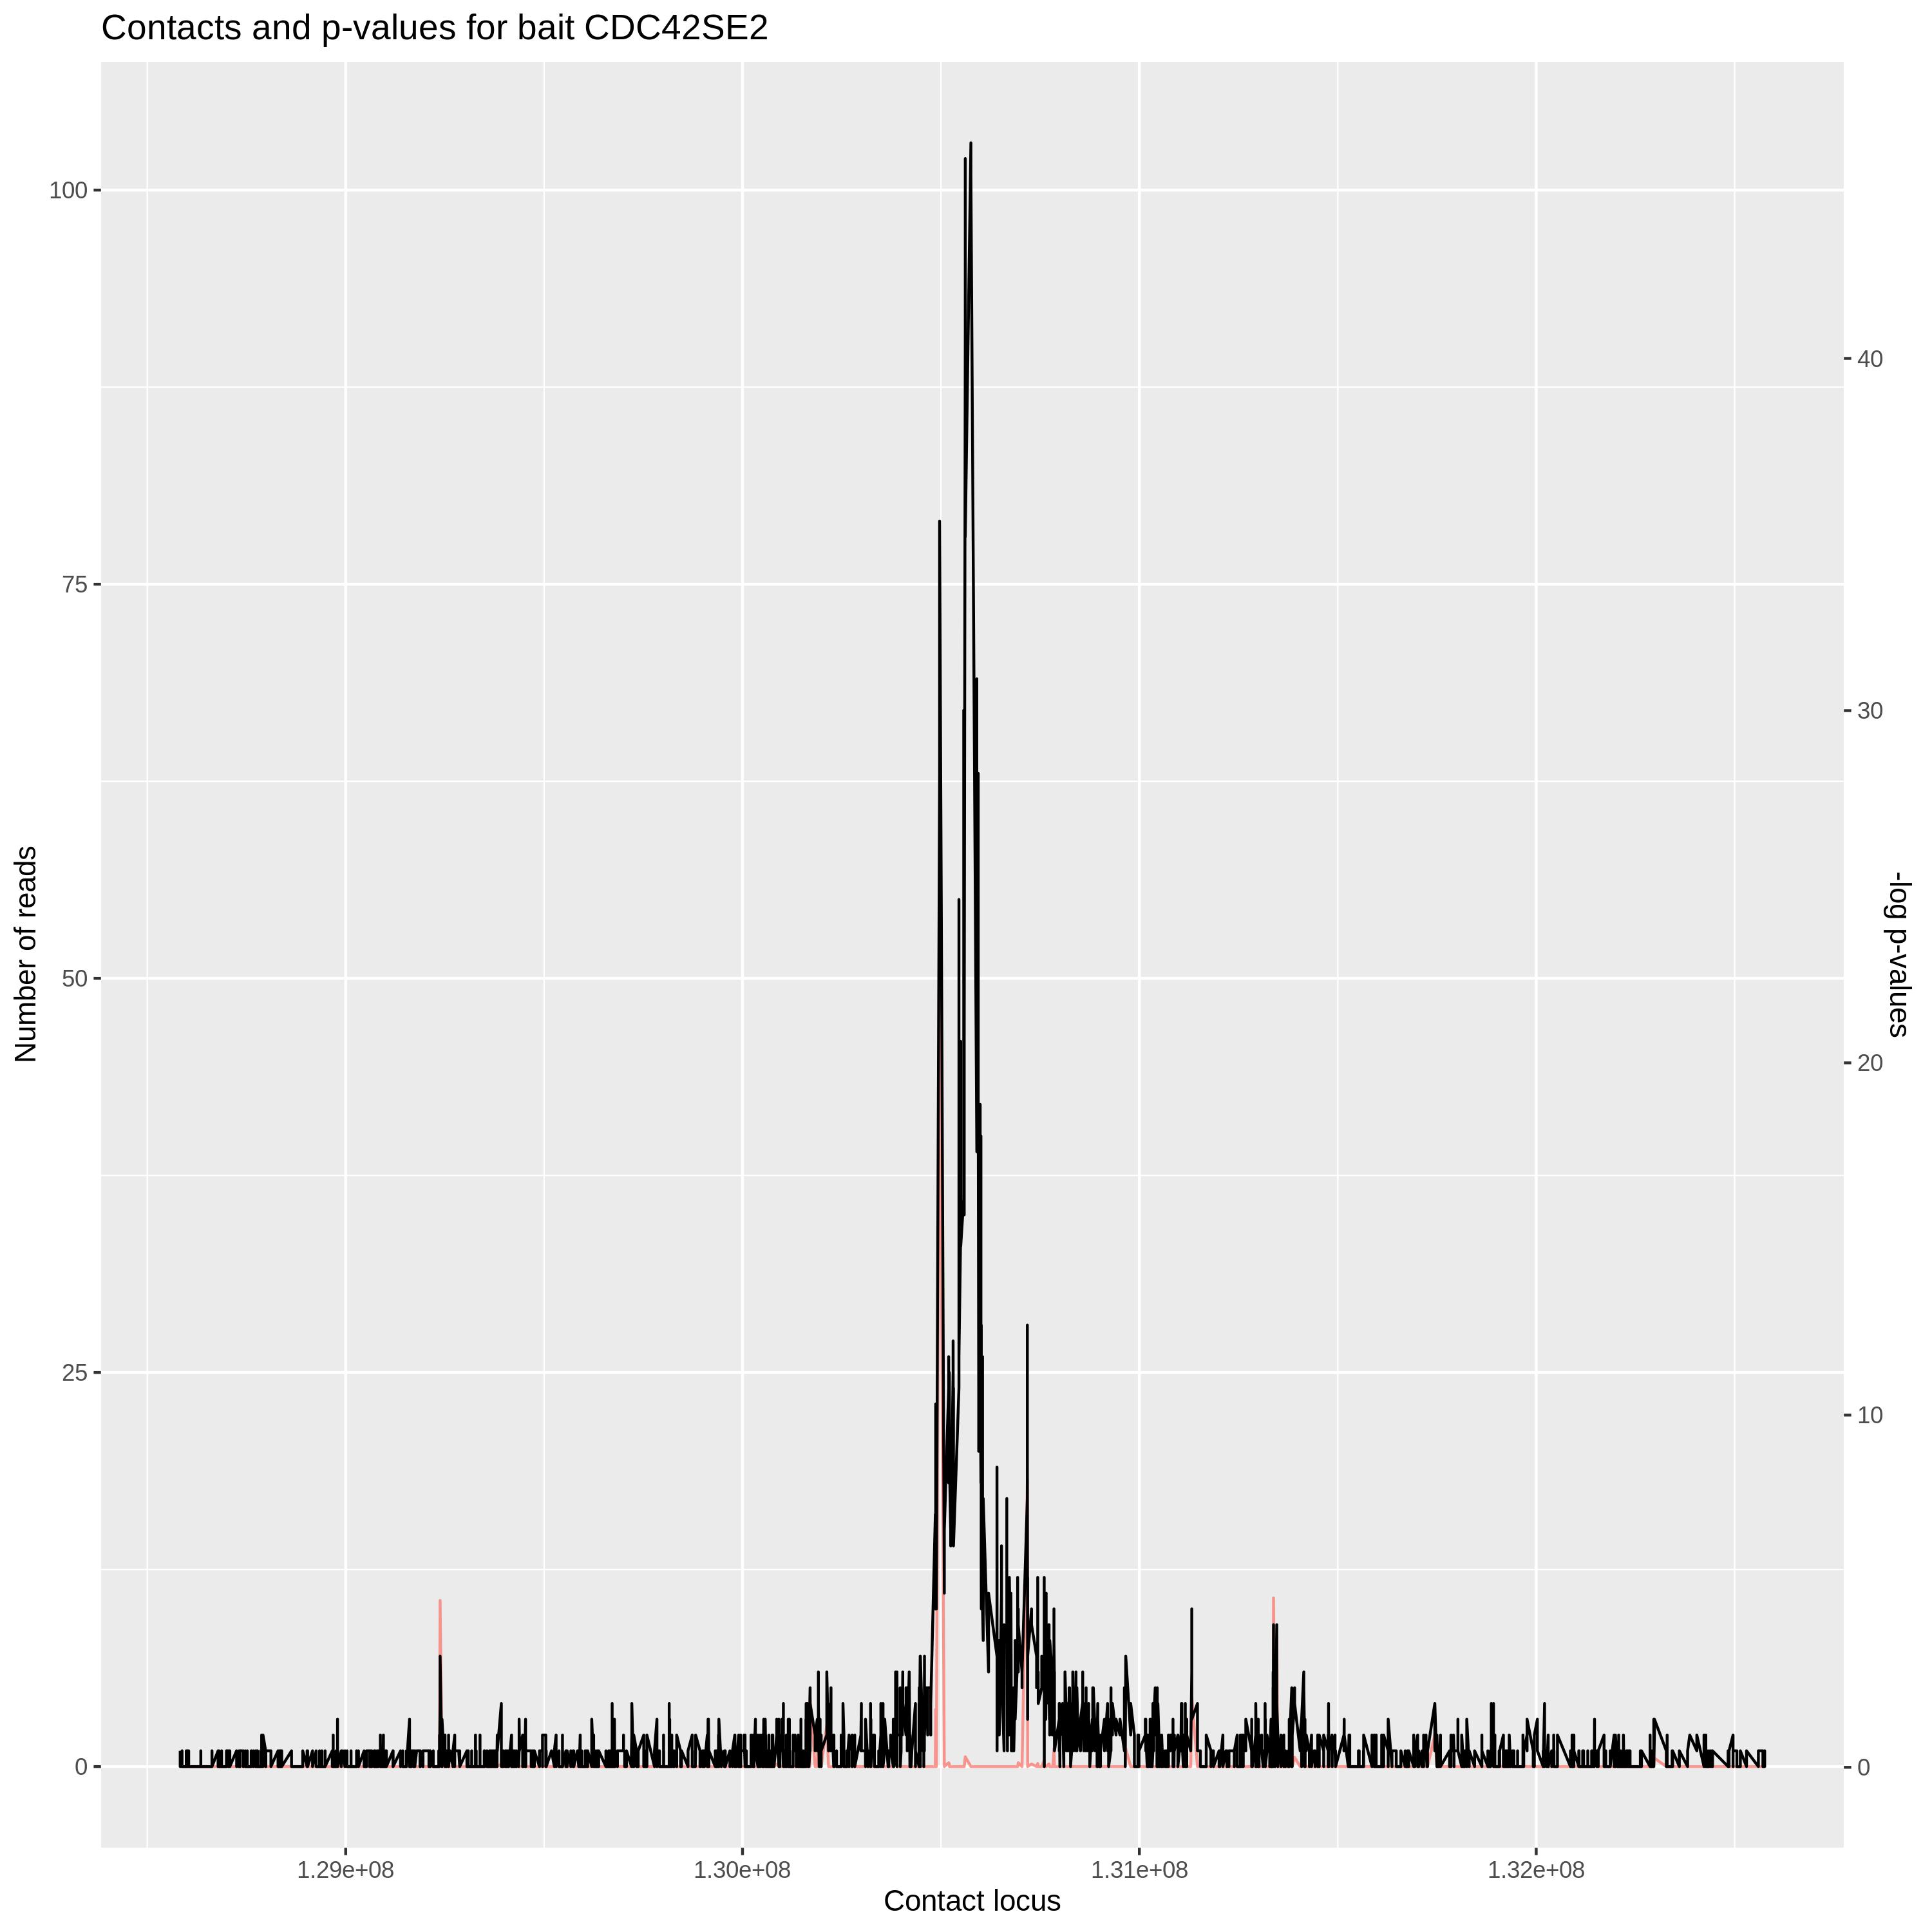 Contacts and p-values for bait CDC42SE2
100
75
50
25
0
Number of reads
40
30
20
10
0
-log p-values
1.29e+08
1.30e+08
1.31e+08
1.32e+08
Contact locus